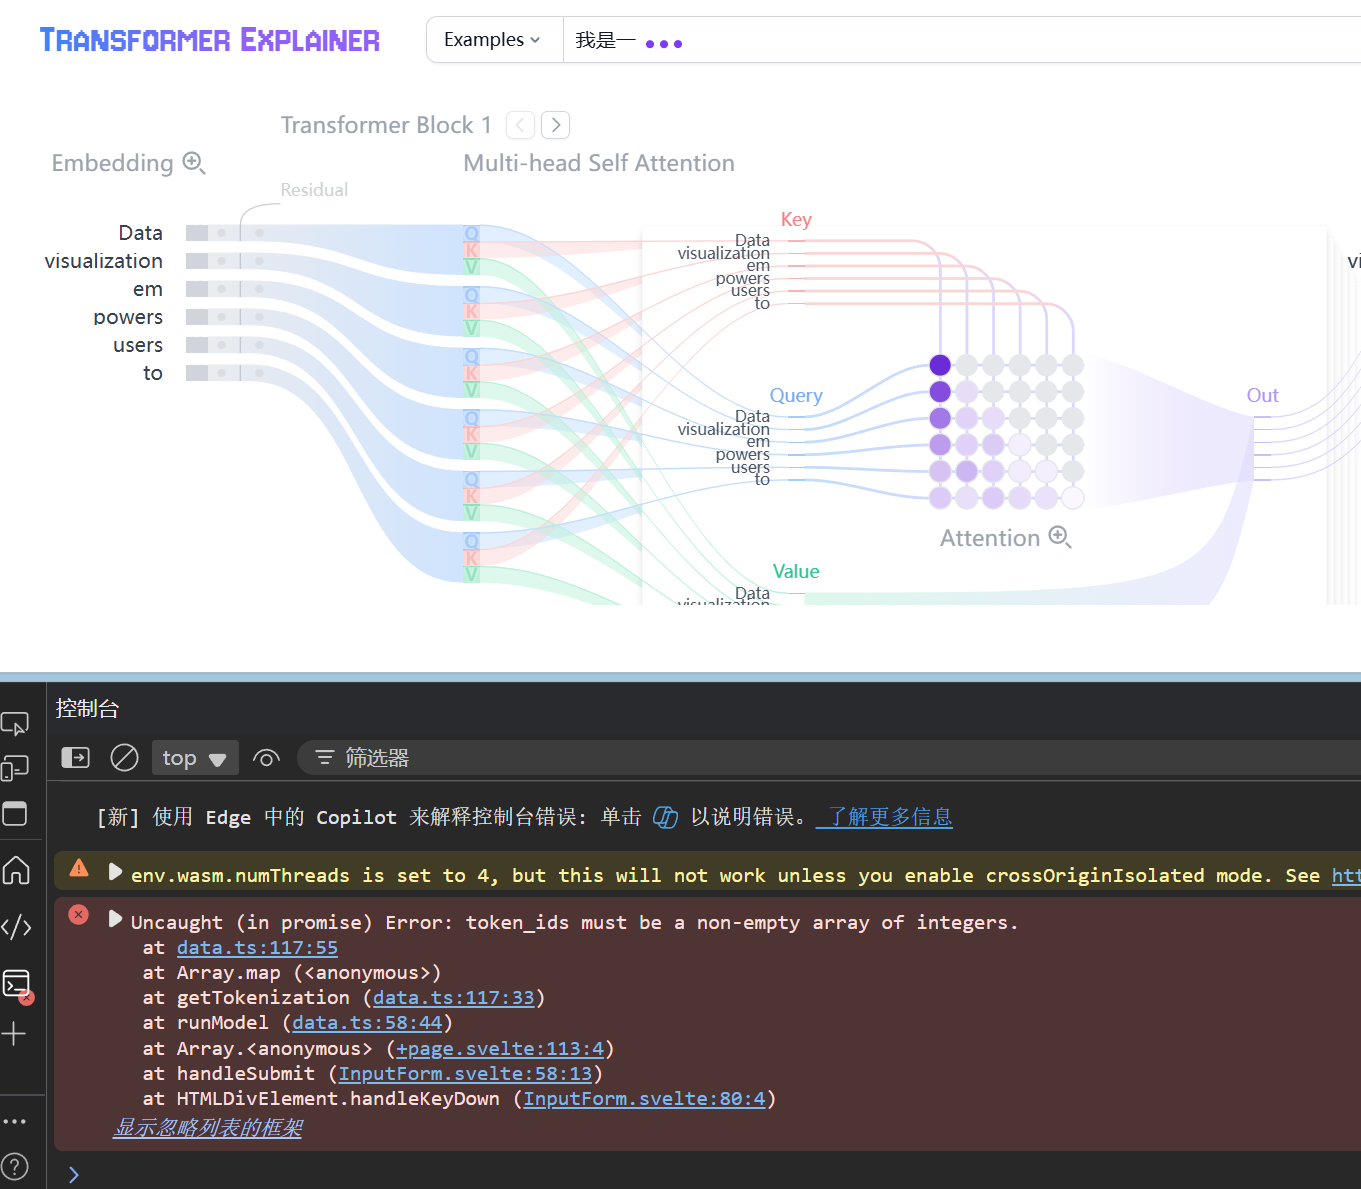 TRANSFORMER EXPLAINER
Examples
我是一
Transformer Block 1
Embedding
Multi-head Self Attention
Residual
Data
visualization
em
powers
users
to
Q
K
V
Q
K
V
Q
K
V
Q
K
V
Q
K
V
Q
K
V
Key
Data
visualization
em
powers
users
to
Query
Data
visualization
em
powers
users
to
Out
Attention
Value
Data
visualization
vi
控制台
top
筛选器
[新] 使用 Edge 中的 Copilot 来解释控制台错误: 单击 以说明错误。 了解更多信息
env.wasm.numThreads is set to 4, but this will not work unless you enable crossOriginIsolated mode. See htt
Uncaught (in promise) Error: token_ids must be a non-empty array of integers.
at data.ts:117:55
at Array.map (<anonymous>)
at getTokenization (data.ts:117:33)
at runModel (data.ts:58:44)
at Array.<anonymous> (+page.svelte:113:4)
at handleSubmit (InputForm.svelte:58:13)
at HTMLDivElement.handleKeyDown (InputForm.svelte:80:4)
显示忽略列表的框架